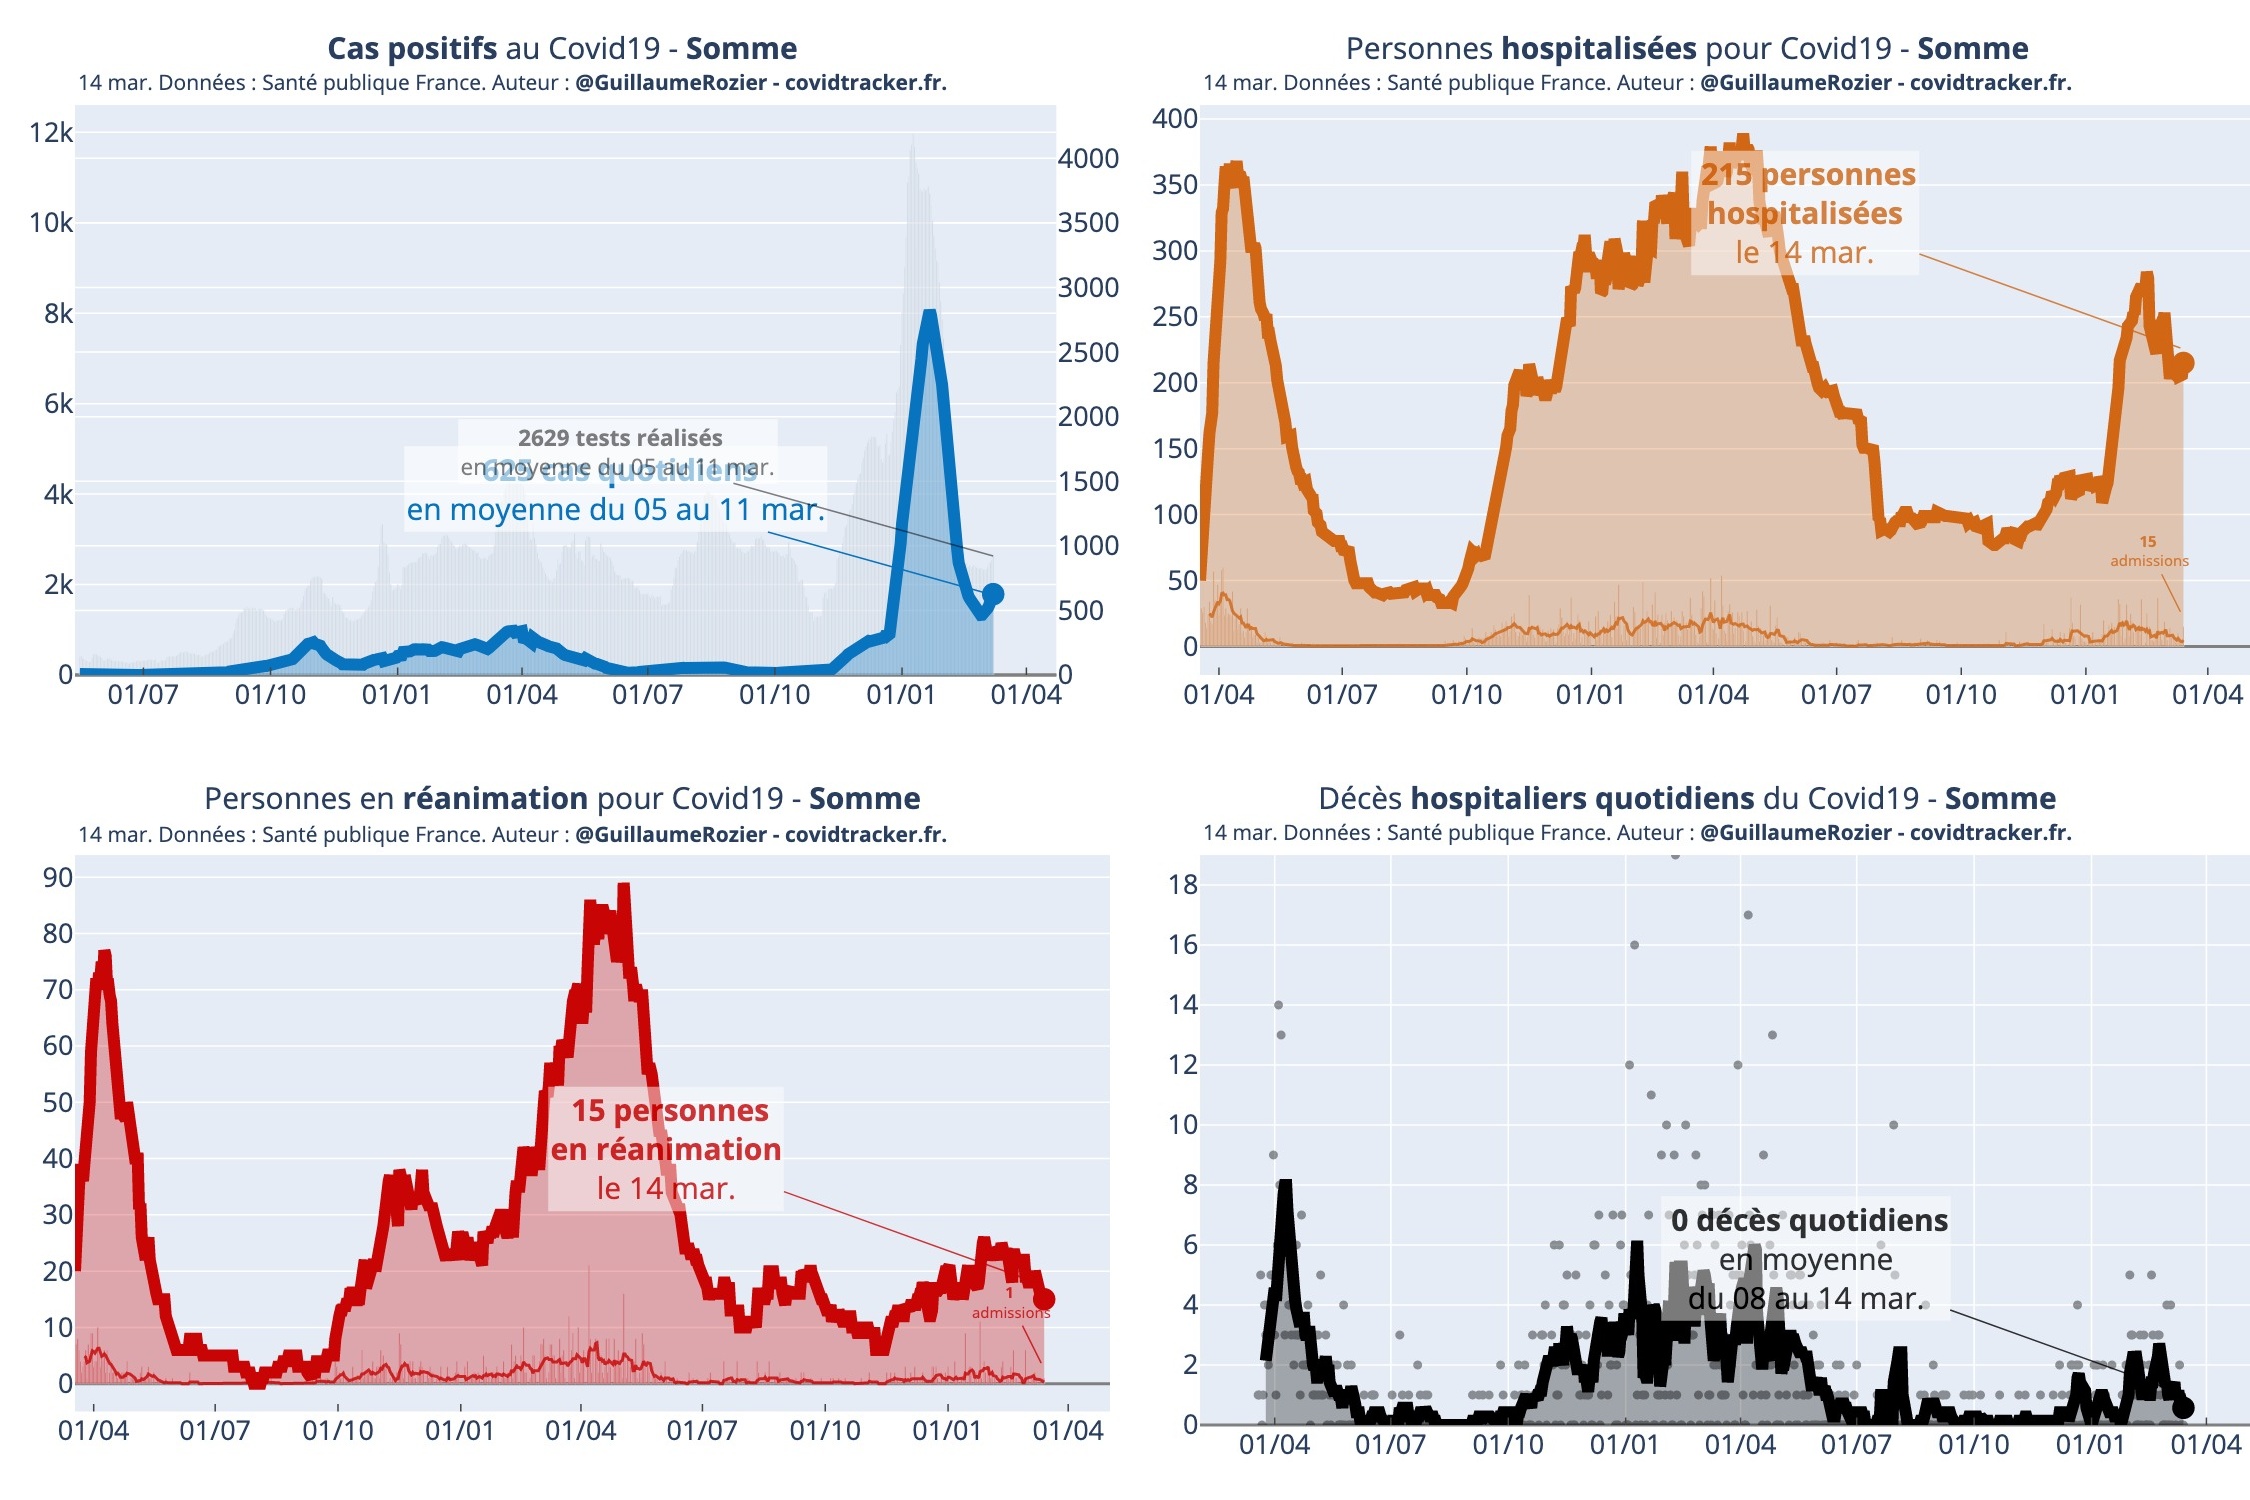 Cas positifs au Covid19 - Somme
14 mar. Données : Santé publique France. Auteur : @GuillaumeRozier - covidtracker.fr.
12k
10k
8k
6k
4k
2k
0
4000
3500
3000
2500
2000
1500
1000
500
0
2629 tests réalisés
en moyenne du 05 au 11 mar.
625 cas quotidiens
en moyenne du 05 au 11 mar.
01/07 01/10 01/01 01/04 01/07 01/10 01/01 01/04
Personnes hospitalisées pour Covid19 - Somme
14 mar. Données : Santé publique France. Auteur : @GuillaumeRozier - covidtracker.fr.
400
350
300
250
200
150
100
50
0
215 personnes
hospitalisées
le 14 mar.
15
admissions
01/04 01/07 01/10 01/01 01/04 01/07 01/10 01/01 01/04
Personnes en réanimation pour Covid19 - Somme
14 mar. Données : Santé publique France. Auteur : @GuillaumeRozier - covidtracker.fr.
90
80
70
60
50
40
30
20
10
0
15 personnes
en réanimation
le 14 mar.
1
admissions
01/04 01/07 01/10 01/01 01/04 01/07 01/10 01/01 01/04
Décès hospitaliers quotidiens du Covid19 - Somme
14 mar. Données : Santé publique France. Auteur : @GuillaumeRozier - covidtracker.fr.
18
16
14
12
10
8
6
4
2
0
0 décès quotidiens
en moyenne
du 08 au 14 mar.
01/04 01/07 01/10 01/01 01/04 01/07 01/10 01/01 01/04